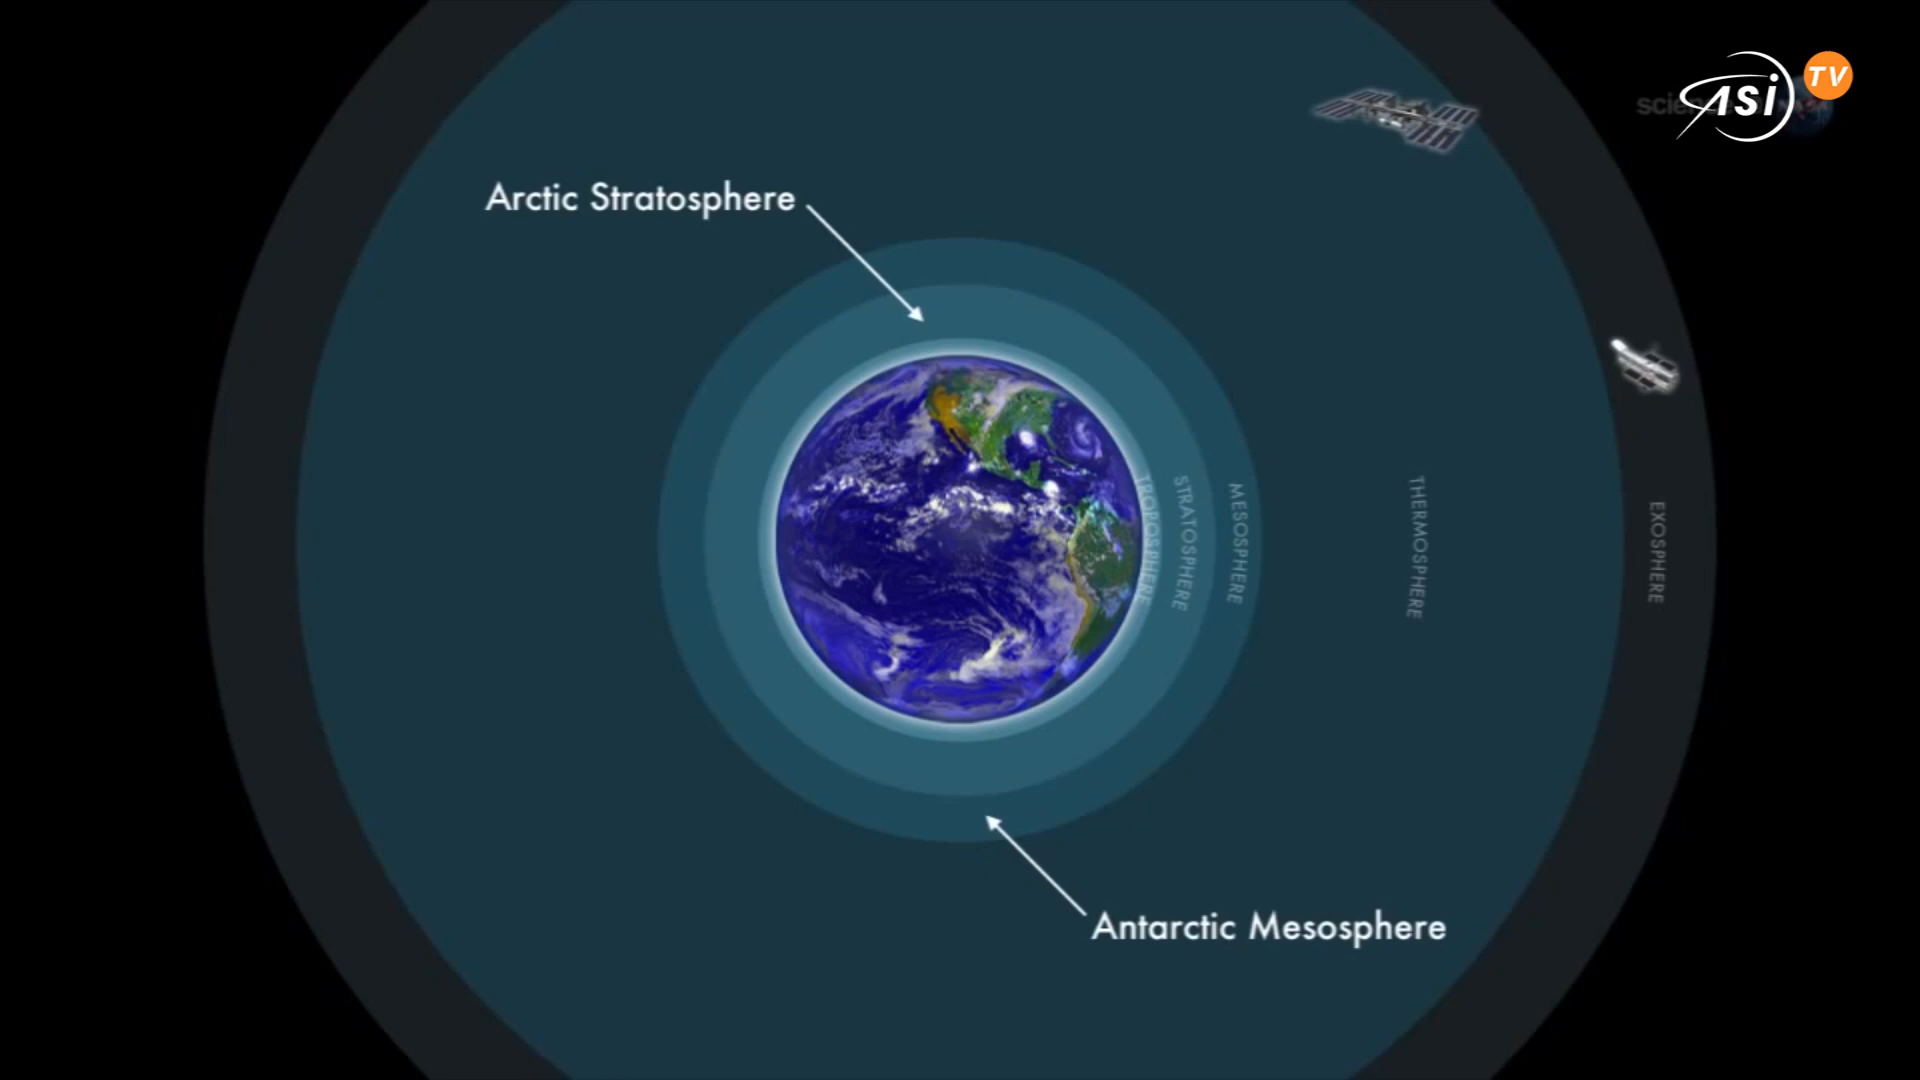 ASI TV
Arctic Stratosphere
TROPOSPHERE
STRATOSPHERE
MESOSPHERE
THERMOSPHERE
EXOSPHERE
Antarctic Mesosphere